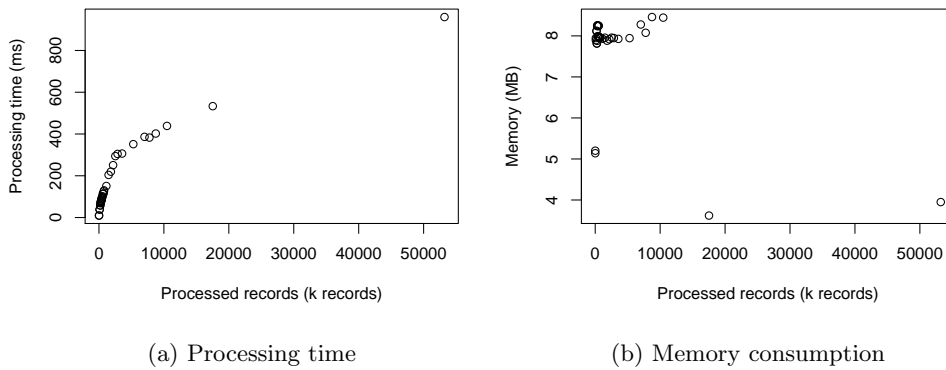 Processing time (ms)
800
600
400
200
0
0 10000 20000 30000 40000 50000
Processed records (k records)
(a) Processing time
Memory (MB)
8
7
6
5
4
0 10000 20000 30000 40000 50000
Processed records (k records)
(b) Memory consumption